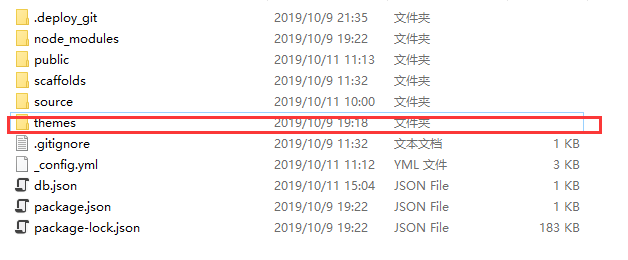 .deploy_git 2019/10/9 21:35 文件夹
node_modules 2019/10/9 19:22 文件夹
public 2019/10/11 11:13 文件夹
scaffolds 2019/10/9 11:32 文件夹
source 2019/10/11 10:00 文件夹
themes 2019/10/9 19:18 文件夹
.gitignore 2019/10/9 11:32 文本文档 1 KB
_config.yml 2019/10/11 11:12 YML 文件 3 KB
db.json 2019/10/11 15:04 JSON File 1 KB
package.json 2019/10/9 19:22 JSON File 1 KB
package-lock.json 2019/10/9 19:22 JSON File 183 KB